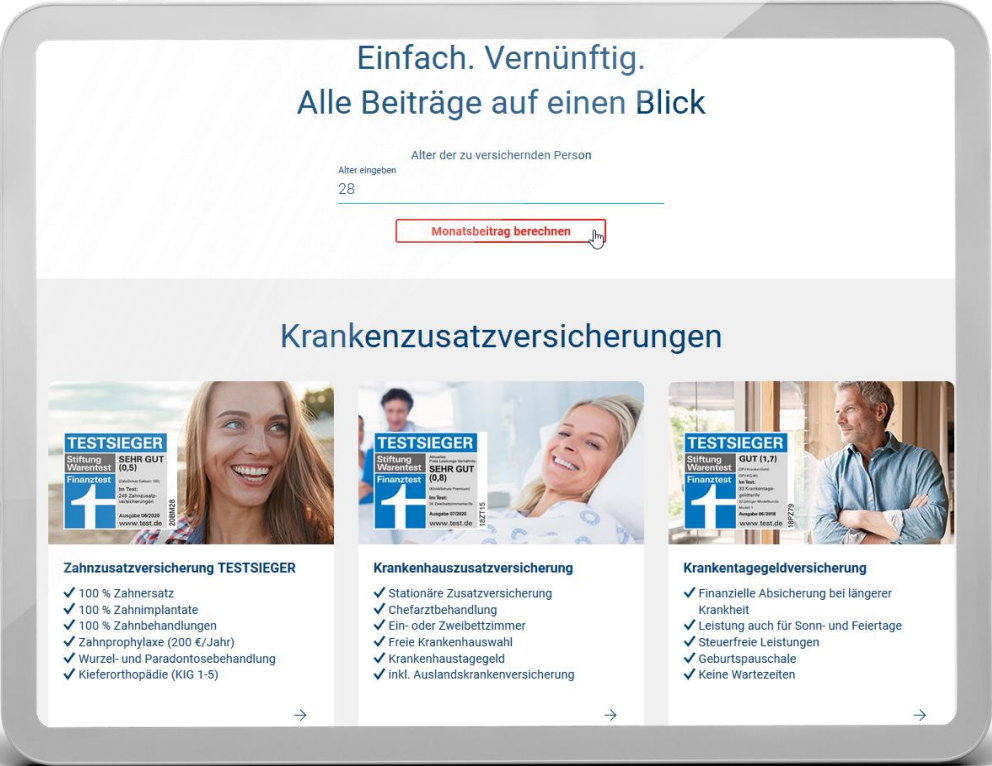 Einfach. Vernünftig.
Alle Beiträge auf einen Blick
Alter der zu versichernden Person
Alter eingeben
28
Monatsbeitrag berechnen
Krankenzusatzversicherungen
TESTSIEGER
Stiftung
Warentest
SEHR GUT
(0,5)
Finanztest
Im Test:
249 Zahnzusatz-
versicherungen
Ausgabe 06/2020
www.test.de
20BM28
TESTSIEGER
Stiftung
Warentest
SEHR GUT
(0,8)
Finanztest
Im Test:
Ausgabe 07/2020
www.test.de
18ZT15
TESTSIEGER
Stiftung
Warentest
GUT (1,7)
Finanztest
Im Test:
33 Krankentage-
geldtarife
Ausgabe 06/2018
www.test.de
18PZ79
Zahnzusatzversicherung TESTSIEGER
✔ 100 % Zahnersatz
✔ 100 % Zahnimplantate
✔ 100 % Zahnbehandlungen
✔ Zahnprophylaxe (200 €/Jahr)
✔ Wurzel- und Paradontosebehandlung
✔ Kieferorthopädie (KIG 1-5)
→
Krankenhauszusatzversicherung
✔ Stationäre Zusatzversicherung
✔ Chefarztbehandlung
✔ Ein- oder Zweibettzimmer
✔ Freie Krankenhauswahl
✔ Krankenhaustagegeld
✔ inkl. Auslandskrankenversicherung
→
Krankentagegeldversicherung
✔ Finanzielle Absicherung bei längerer
Krankheit
✔ Leistung auch für Sonn- und Feiertage
✔ Steuerfreie Leistungen
✔ Geburtspauschale
✔ Keine Wartezeiten
→